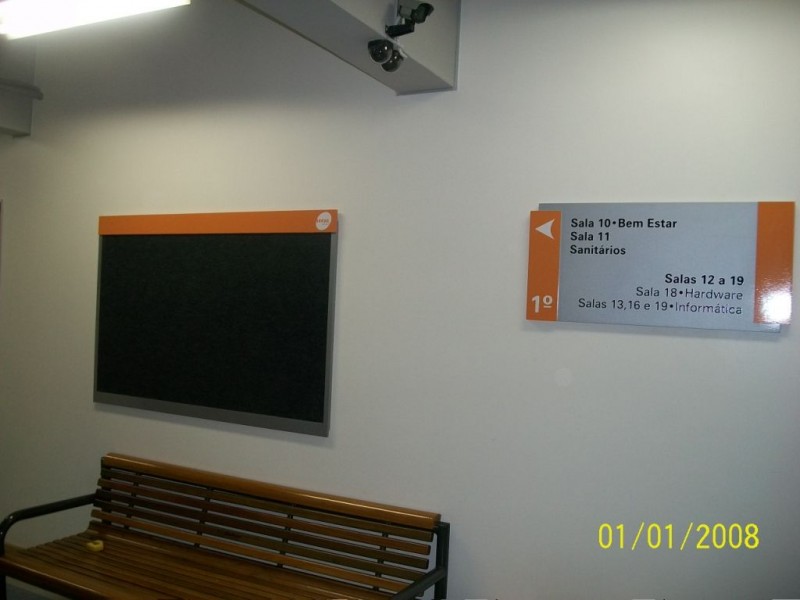 Sala 10•Bem Estar
Sala 11
Sanitários
Salas 12 a 19
Sala 18•Hardware
Salas 13,16 e 19•Informática
1º
01/01/2008